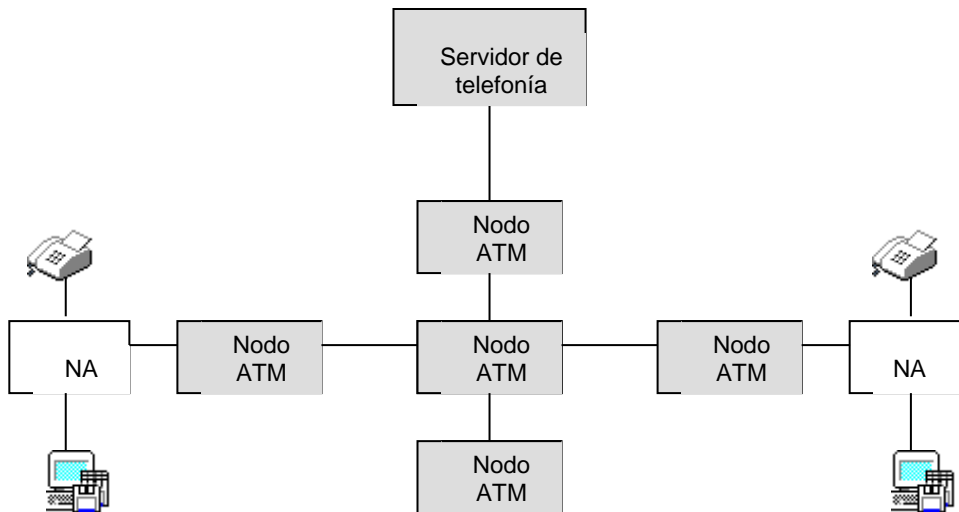 Servidor de
telefonía
Nodo
ATM
NA
Nodo
ATM
Nodo
ATM
Nodo
ATM
NA
Nodo
ATM